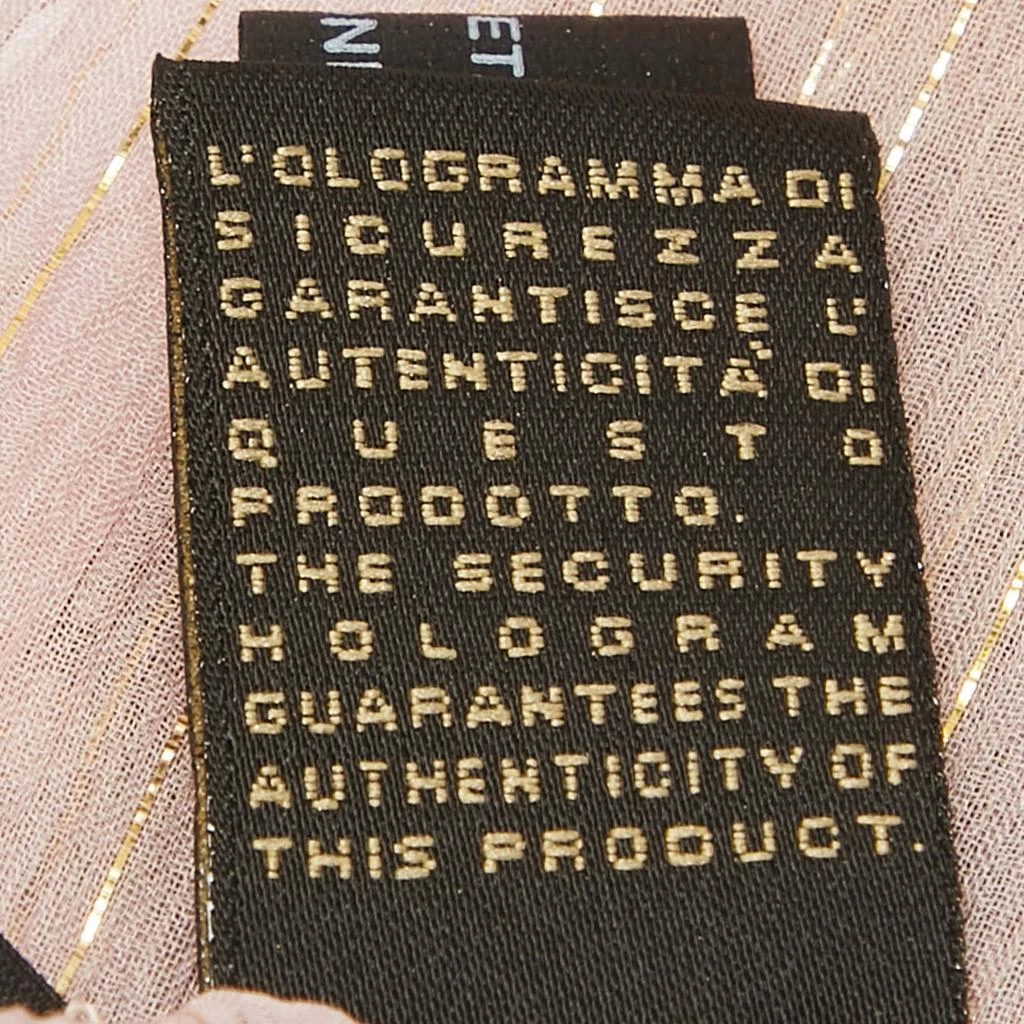 L'OLOGRAMMA DI
SICUREZZA
GARANTISCE L'
AUTENTICITÀ DI
QUESTO
PRODOTTO.
THE SECURITY
HOLOGRAM
GUARANTEES THE
AUTHENTICITY OF
THIS PRODUCT.